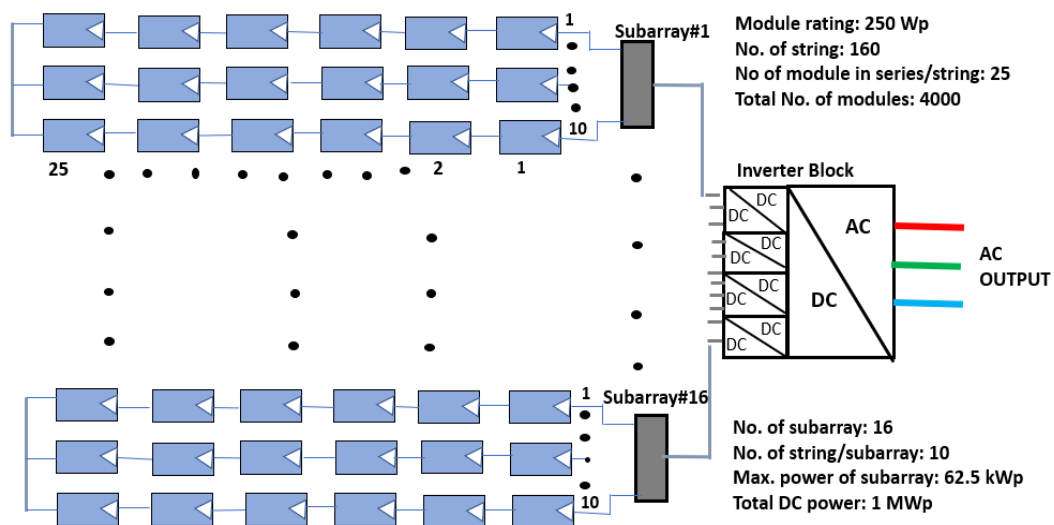 1
Subarray#1
10
25
2
1
Module rating: 250 Wp
No. of string: 160
No of module in series/string: 25
Total No. of modules: 4000
Inverter Block
DC
DC
DC
DC
DC
DC
DC
DC
AC
DC
AC
OUTPUT
1
Subarray#16
10
No. of subarray: 16
No. of string/subarray: 10
Max. power of subarray: 62.5 kWp
Total DC power: 1 MWp